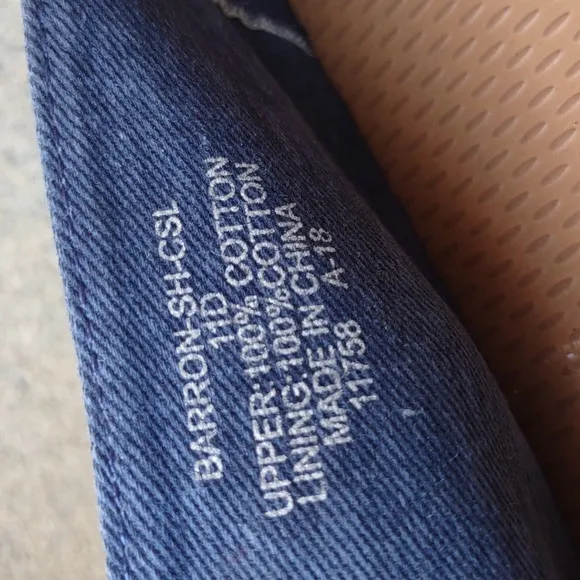 BARRON-SH-CSL
11D
UPPER:100% COTTON
LINING:100%COTTON
MADE IN CHINA
A-18
11758